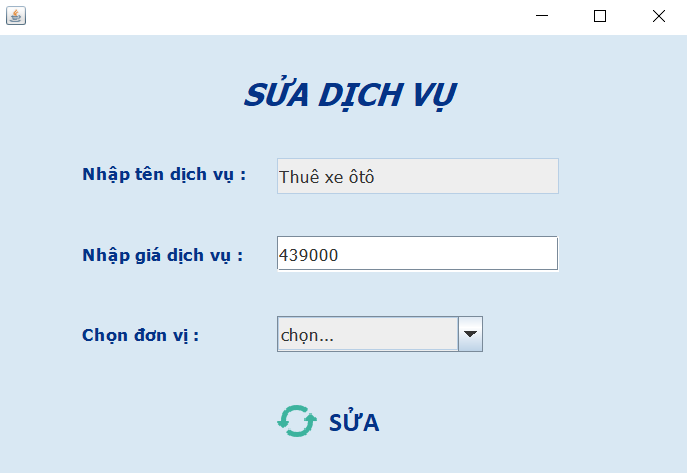 SỬA DỊCH VỤ
Nhập tên dịch vụ : Thuê xe ôtô
Nhập giá dịch vụ : 439000
Chọn đơn vị : chọn...
SỬA